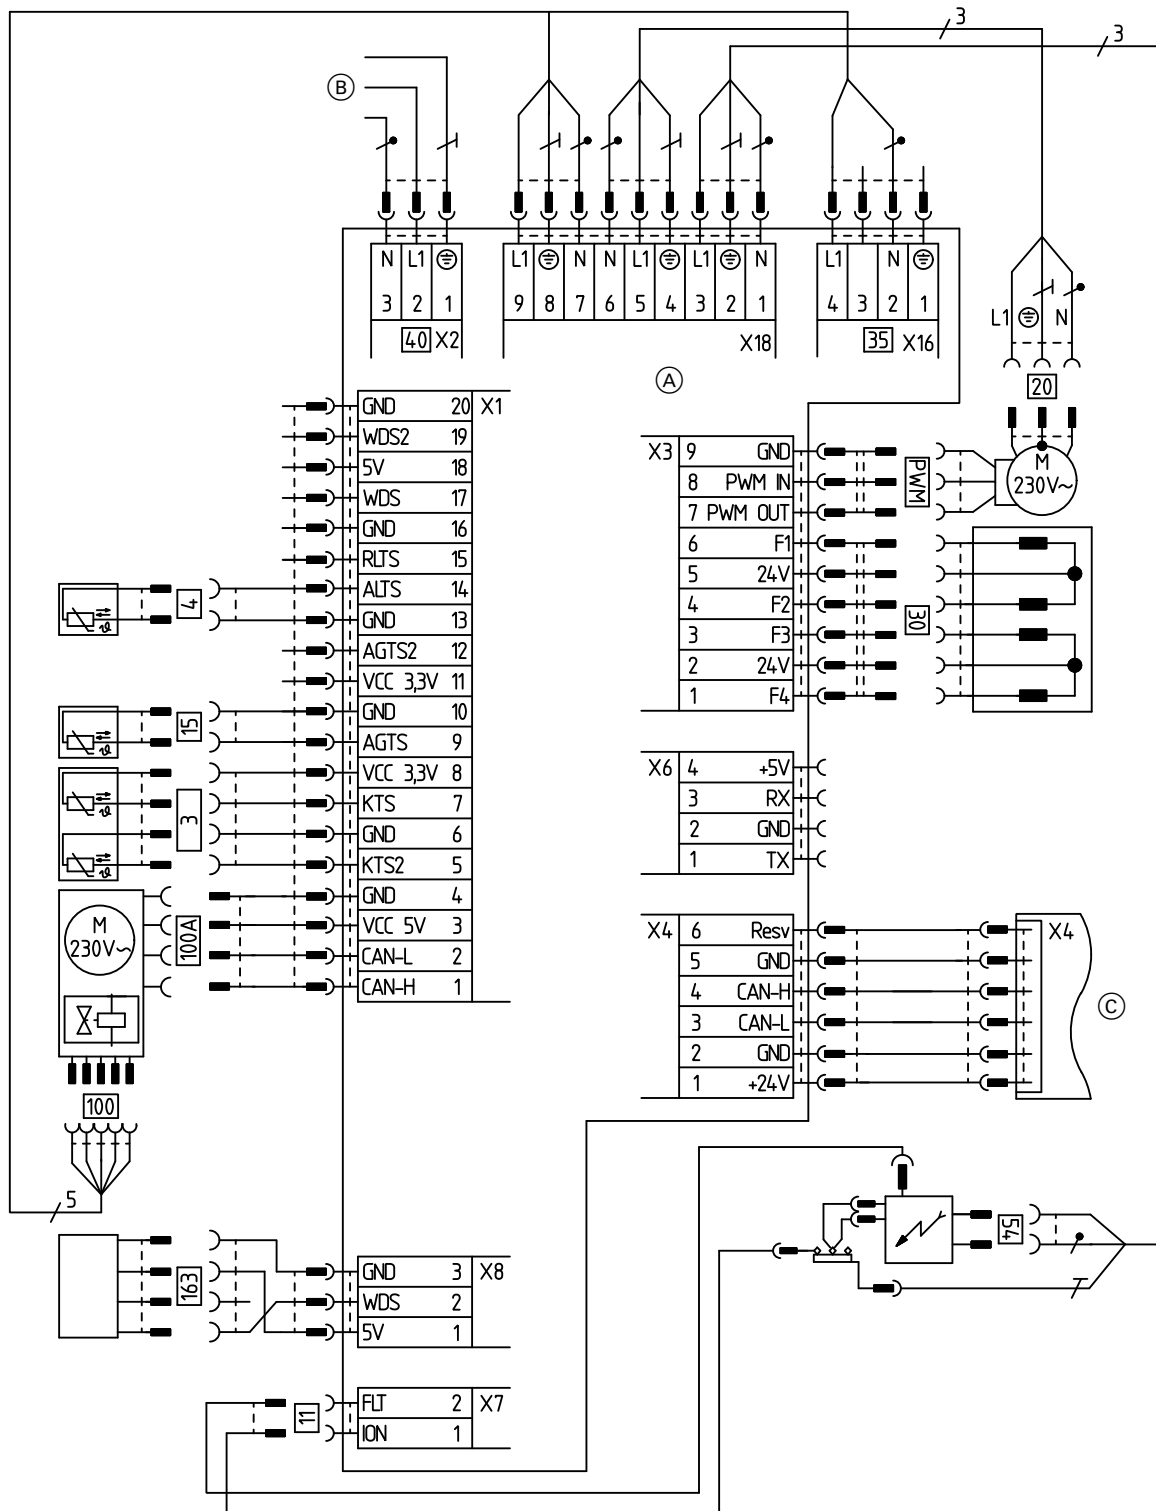 3
3
B
N L1
3 2 1
40 X2
L1 N N L1 L1 N
9 8 7 6 5 4 3 2 1
X18
L1 N
4 3 2 1
35 X16
A
L1 N
20
M
230V~
GND 20 X1
WDS2 19
5V 18
WDS 17
GND 16
RLTS 15
ALTS 14
GND 13
AGTS2 12
VCC 3,3V 11
GND 10
AGTS 9
VCC 3,3V 8
KTS 7
GND 6
KTS2 5
GND 4
VCC 5V 3
CAN-L 2
CAN-H 1
4
ϑ
15
ϑ
3
ϑ
ϑ
100A
M
230V~
100
5
X3 9 GND
8 PWM IN
7 PWM OUT
6 F1
5 24V
4 F2
3 F3
2 24V
1 F4
PWM
30
X6 4 +5V
3 RX
2 GND
1 TX
X4 6 Resv
5 GND
4 CAN-H
3 CAN-L
2 GND
1 +24V
X4
C
54
163
GND 3 X8
WDS 2
5V 1
11
FLT 2 X7
ION 1